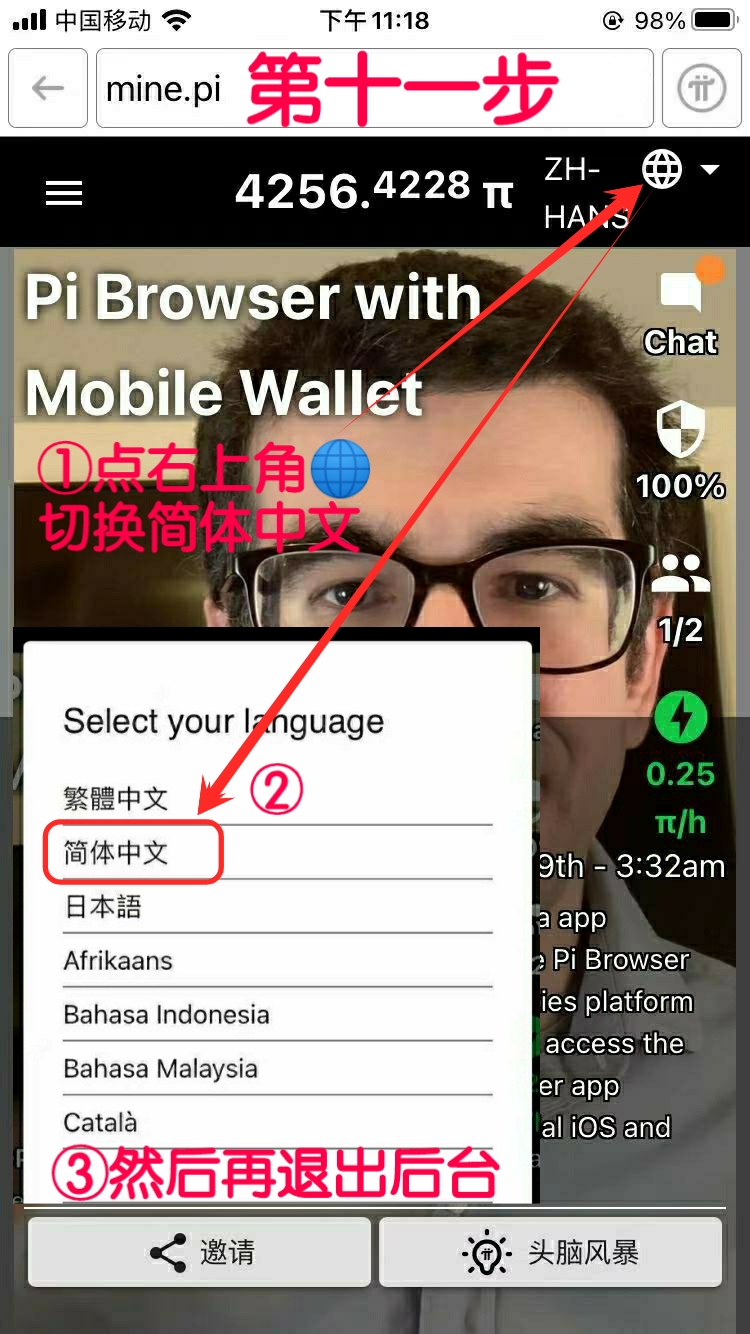 中国移动 下午11:18 98%
mine.pi 第十一步
4256.4228 π ZH-HANS
Pi Browser with
Mobile Wallet
Chat
①点右上角
切换简体中文
100%
1/2
Select your language
0.25
π/h
繁體中文 ②
简体中文
9th - 3:32am
日本語
a app
Afrikaans
e Pi Browser
ies platform
Bahasa Indonesia
access the
Bahasa Malaysia
er app
Català
al iOS and
③然后再退出后台
邀请 头脑风暴